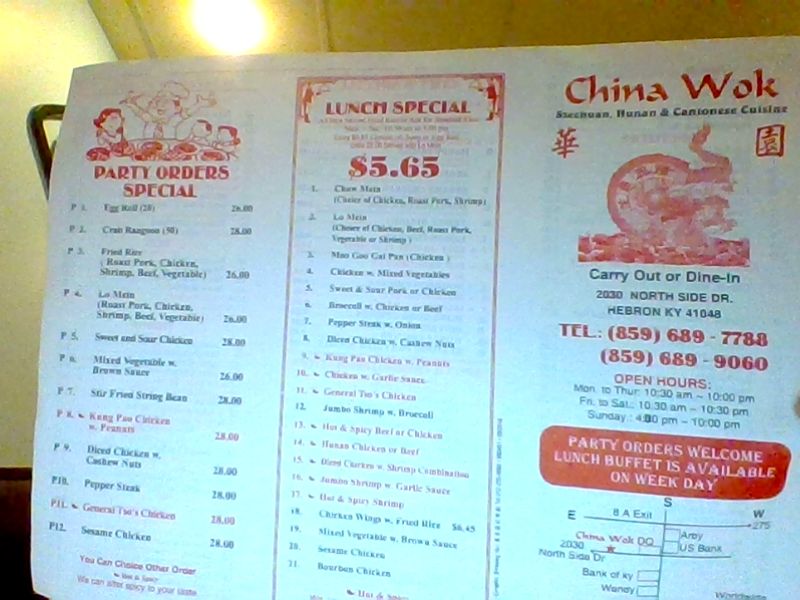 PARTY ORDERS
SPECIAL
P 1. Egg Roll (20) 26.00
P 2. Crab Rangoon (50) 28.00
P 3. Fried Rice
( Roast Pork, Chicken,
Shrimp, Beef, Vegetable) 26.00
P 4. Lo Mein
(Roast Pork, Chicken,
Shrimp, Beef, Vegetable) 26.00
P 5. Sweet and Sour Chicken 28.00
P 6. Mixed Vegetable w.
Brown Sauce 26.00
P 7. Stir Fried String Bean 28.00
P 8. Kung Pao Chicken
w. Peanuts 28.00
P 9. Diced Chicken w.
Cashew Nuts 28.00
P10. Pepper Steak 28.00
P11. General Tso's Chicken 28.00
P12. Sesame Chicken 28.00
You Can Choice Other Order
Hot & Spicy
We can alter spicy to your taste
LUNCH SPECIAL
$5.65
1. Chow Mein
(Choice of Chicken, Roast Pork, Shrimp)
2. Lo Mein
(Choice of Chicken, Beef, Roast Pork,
Vegetable or Shrimp )
3. Moo Goo Gai Pan (Chicken )
4. Chicken w. Mixed Vegetables
5. Sweet & Sour Pork or Chicken
6. Broccoli w. Chicken or Beef
7. Pepper Steak w. Onion
8. Diced Chicken w. Cashew Nuts
9. Kung Pao Chicken w. Peanuts
10. Chicken w. Garlic Sauce
11. General Tso's Chicken
12. Jumbo Shrimp w. Broccoli
13. Hot & Spicy Beef or Chicken
14. Hunan Chicken or Beef
15. Diced Chicken w. Shrimp Combination
16. Jumbo Shrimp w. Garlic Sauce
17. Hot & Spicy Shrimp
18. Chicken Wings w. Fried Rice $6.45
19. Mixed Vegetable w. Brown Sauce
20. Sesame Chicken
21. Bourbon Chicken
Hot & Spicy
China Wok
Szechuan, Hunan & Cantonese Cuisine
華 園
Carry Out or Dine-In
2030 NORTH SIDE DR.
HEBRON KY 41048
TEL.: (859) 689 - 7788
(859) 689 - 9060
OPEN HOURS:
Mon. to Thur: 10:30 am ~ 10:00 pm
Fri. to Sat.: 10:30 am ~ 10:30 pm
Sunday.: 4:00 pm ~ 10:00 pm
PARTY ORDERS WELCOME
LUNCH BUFFET IS AVAILABLE
ON WEEK DAY
S
E 8 A Exit W
275
China Wok DQ Arby
2030 US Bank
North Side Dr
Bank of ky
Wendy